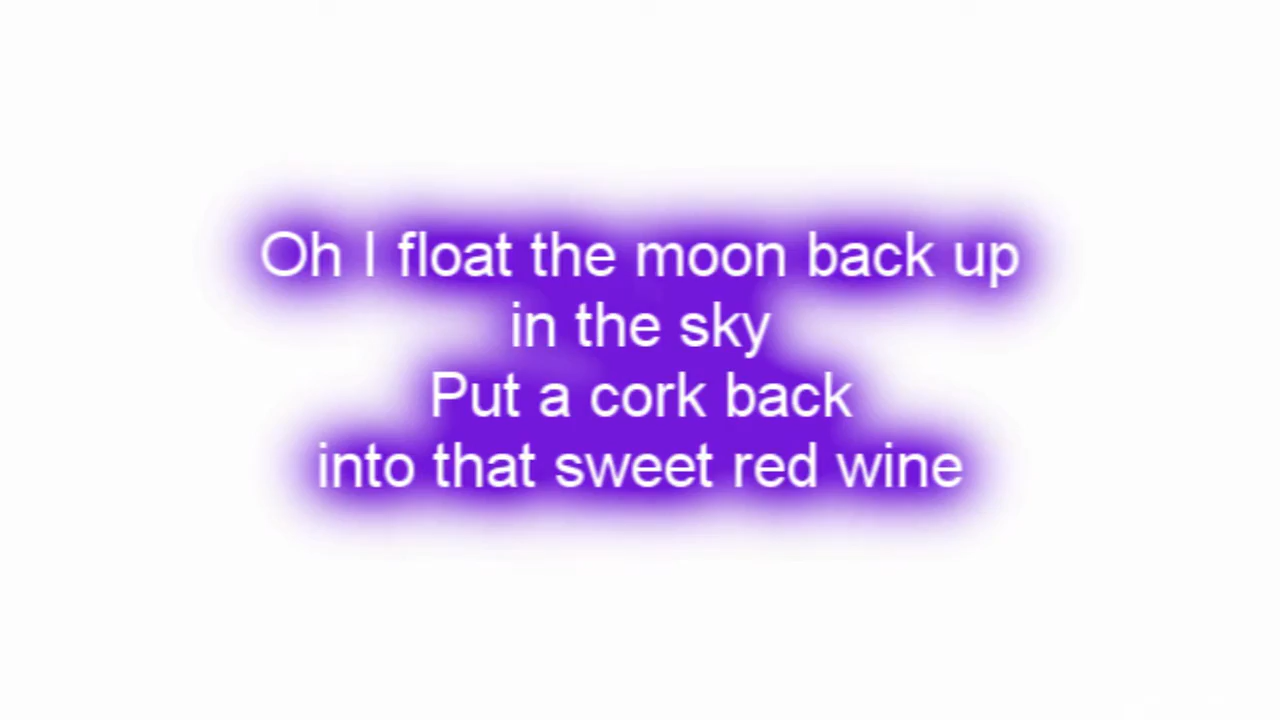 Oh I float the moon back up
in the sky
Put a cork back
into that sweet red wine